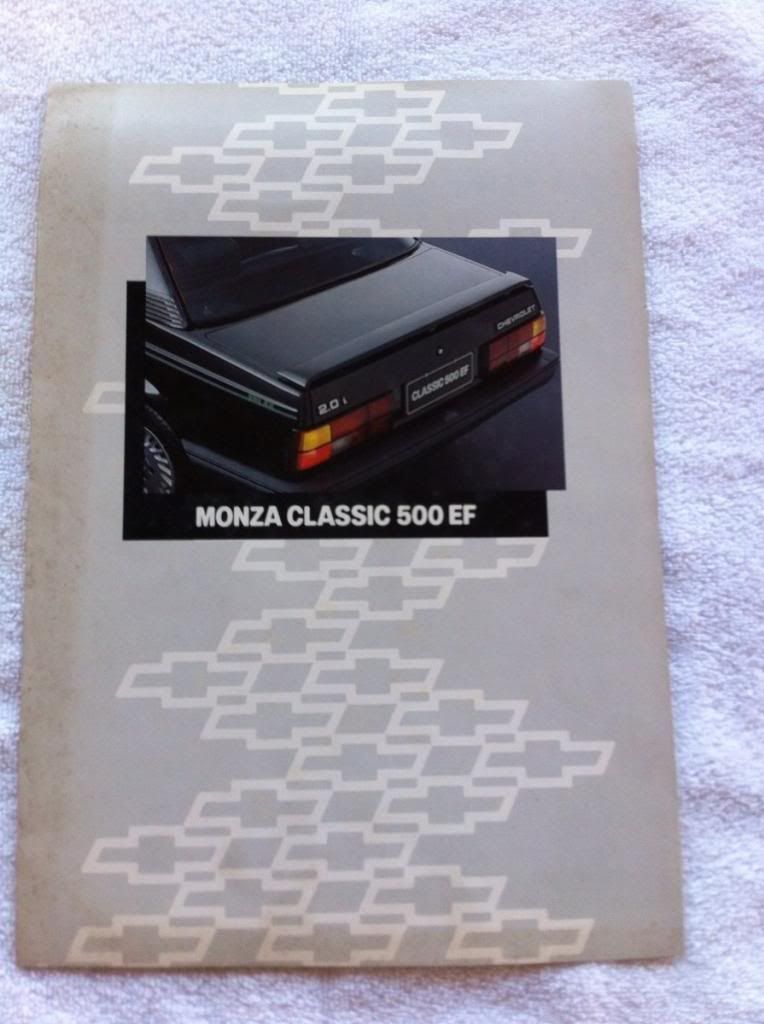 CHEVROLET
2.0 i
CLASSIC 500 EF
MONZA CLASSIC 500 EF